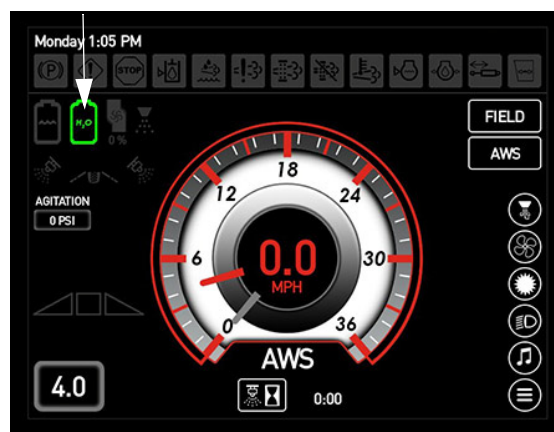 Monday 1:05 PM
(P)
STOP
H₂O
0 %
FIELD
AWS
AGITATION
0 PSI
0
6
12
18
24
30
36
0.0
MPH
AWS
4.0
0:00